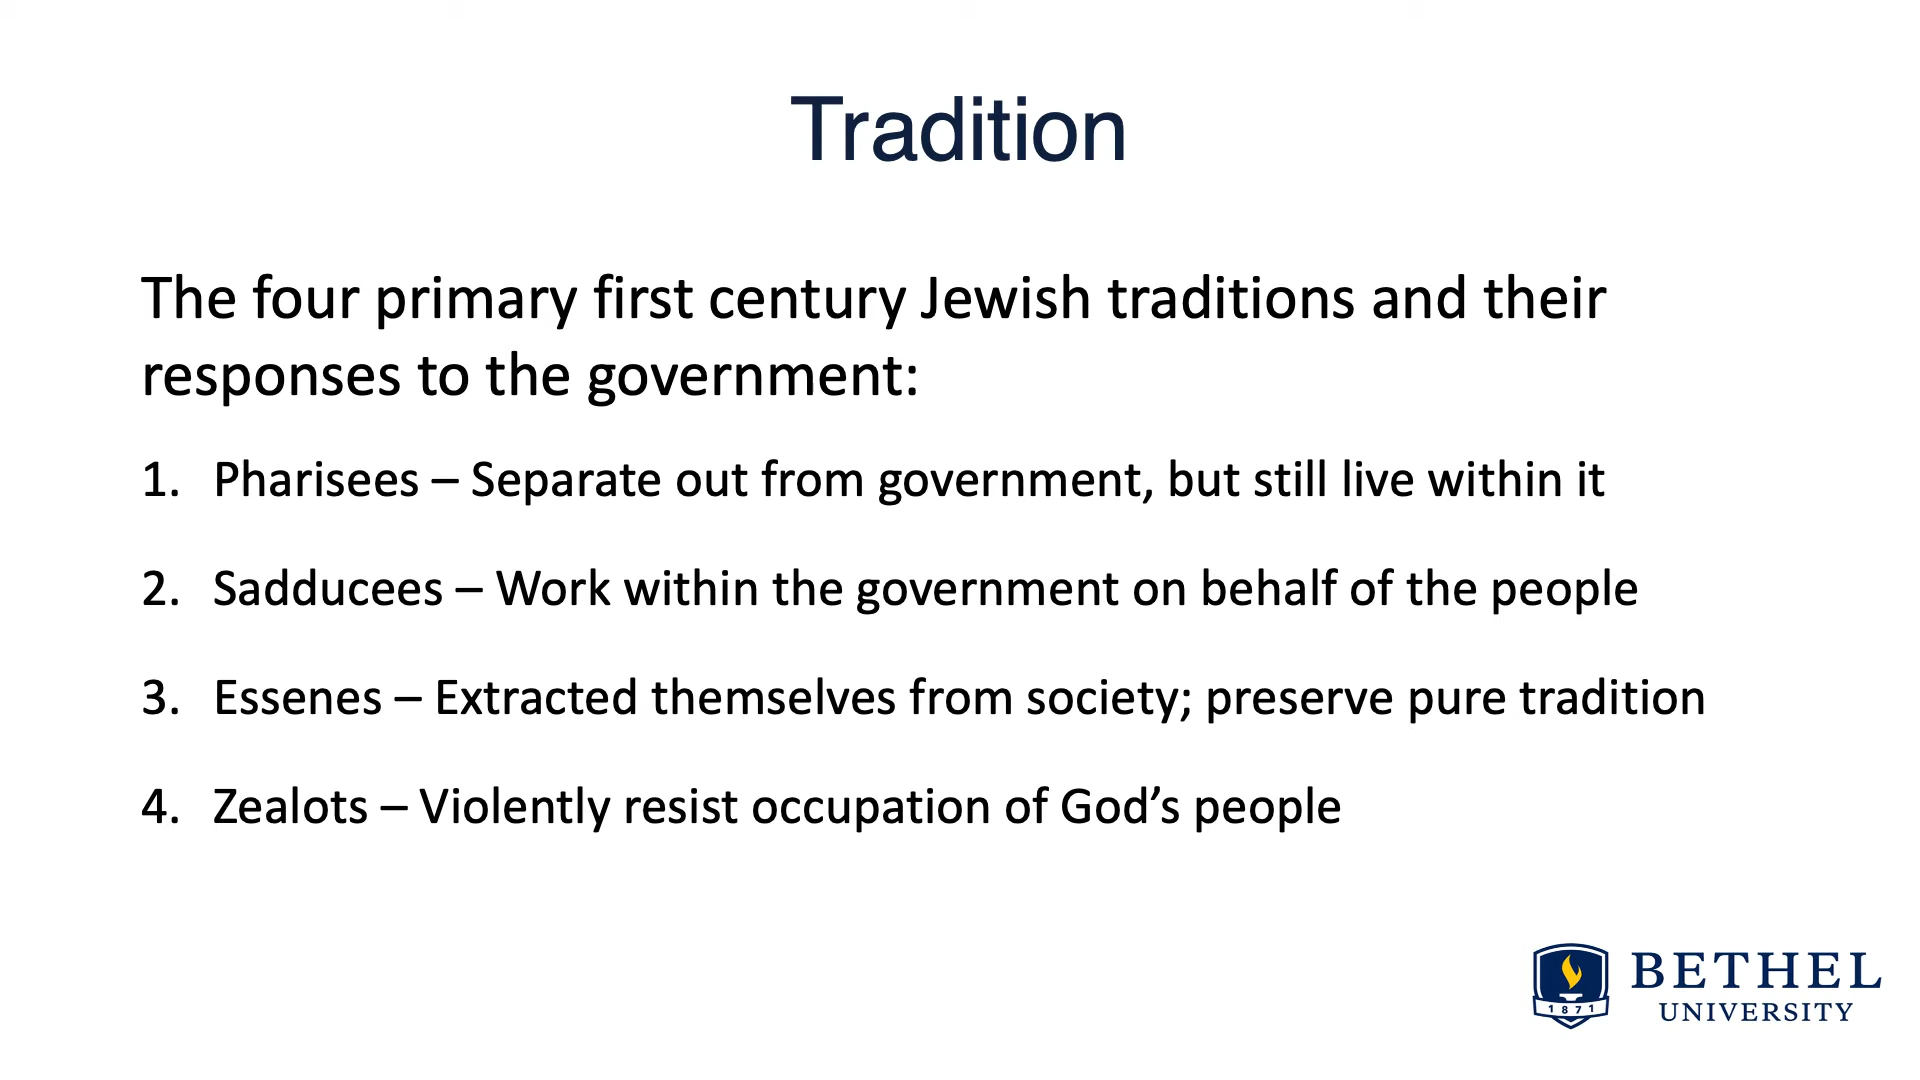 Tradition
The four primary first century Jewish traditions and their
responses to the government:
1. Pharisees – Separate out from government, but still live within it
2. Sadducees – Work within the government on behalf of the people
3. Essenes – Extracted themselves from society; preserve pure tradition
4. Zealots – Violently resist occupation of God’s people
BETHEL
UNIVERSITY
1871